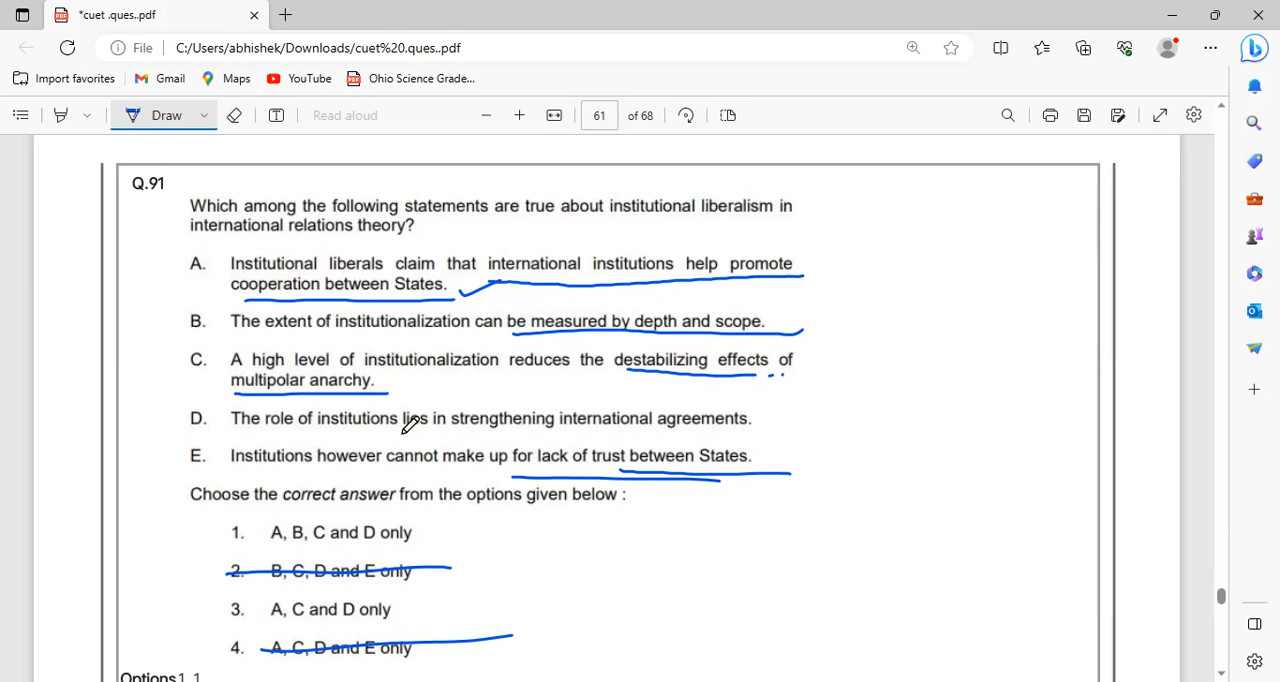 *cuet .ques..pdf
File
C:/Users/abhishek/Downloads/cuet%20.ques..pdf
Import favorites
Gmail
Maps
YouTube
Ohio Science Grade...
Draw
Read aloud
61
of 68
Q.91
Which among the following statements are true about institutional liberalism in
international relations theory?
A. Institutional liberals claim that international institutions help promote
cooperation between States.
B. The extent of institutionalization can be measured by depth and scope.
C. A high level of institutionalization reduces the destabilizing effects of
multipolar anarchy.
D. The role of institutions lies in strengthening international agreements.
E. Institutions however cannot make up for lack of trust between States.
Choose the correct answer from the options given below :
1. A, B, C and D only
2. B, C, D and E only
3. A, C and D only
4. A, C, D and E only
Options 1. 1